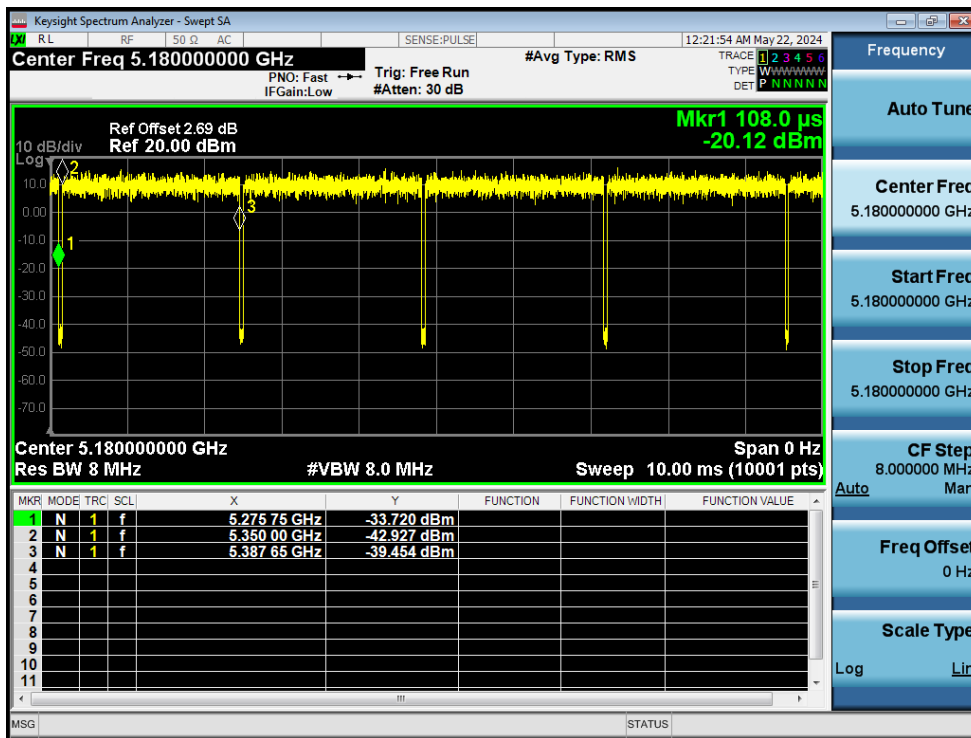 Keysight Spectrum Analyzer - Swept SA
LXI RL RF 50 Ω AC SENSE:PULSE 12:21:54 AM May 22, 2024
Center Freq 5.180000000 GHz #Avg Type: RMS TRACE 1 2 3 4 5 6
PNO: Fast Trig: Free Run TYPE WWWWWW
IFGain:Low #Atten: 30 dB DET P N N N N N
Mkr1 108.0 µs
Ref Offset 2.69 dB
10 dB/div Ref 20.00 dBm -20.12 dBm
Log
2
10.0
3
0.00
1
-10.0
-20.0
-30.0
-40.0
-50.0
-60.0
-70.0
Center 5.180000000 GHz Span 0 Hz
Res BW 8 MHz #VBW 8.0 MHz Sweep 10.00 ms (10001 pts)
MKR MODE TRC SCL X Y FUNCTION FUNCTION WIDTH FUNCTION VALUE
1 N 1 f 5.275 75 GHz -33.720 dBm
2 N 1 f 5.350 00 GHz -42.927 dBm
3 N 1 f 5.387 65 GHz -39.454 dBm
4
5
6
7
8
9
10
11
MSG STATUS
Frequency
Auto Tune
Center Freq
5.180000000 GHz
Start Freq
5.180000000 GHz
Stop Freq
5.180000000 GHz
CF Step
8.000000 MHz
Auto Man
Freq Offset
0 Hz
Scale Type
Log Lin